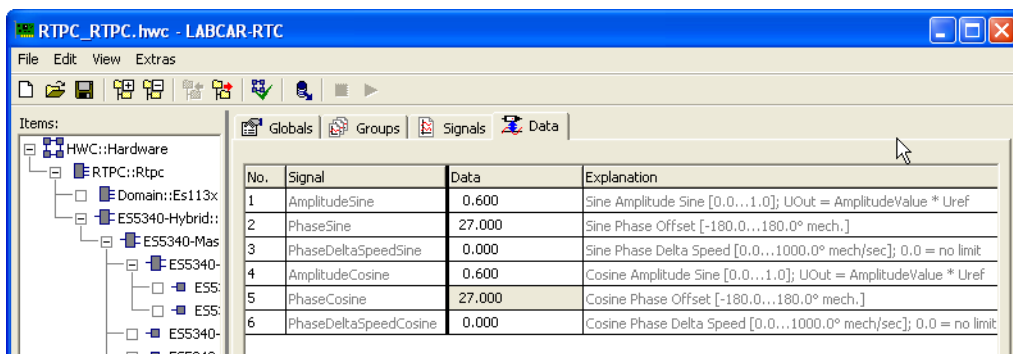 RTPC_RTPC.hwc - LABCAR-RTC
File Edit View Extras
Items:
Globals Groups Signals Data
HWC::Hardware
RTPC::Rtpc
Domain::Es113x
ES5340-Hybrid::
ES5340-Mas
ES5340-
ES5:
ES5:
ES5340-
No. Signal Data Explanation
1 AmplitudeSine 0.600 Sine Amplitude Sine [0.0...1.0]; UOut = AmplitudeValue * Uref
2 PhaseSine 27.000 Sine Phase Offset [-180.0...180.0° mech.]
3 PhaseDeltaSpeedSine 0.000 Sine Phase Delta Speed [0.0...1000.0° mech/sec]; 0.0 = no limit
4 AmplitudeCosine 0.600 Cosine Amplitude Sine [0.0...1.0]; UOut = AmplitudeValue * Uref
5 PhaseCosine 27.000 Cosine Phase Offset [-180.0...180.0° mech.]
6 PhaseDeltaSpeedCosine 0.000 Cosine Phase Delta Speed [0.0...1000.0° mech/sec]; 0.0 = no limit